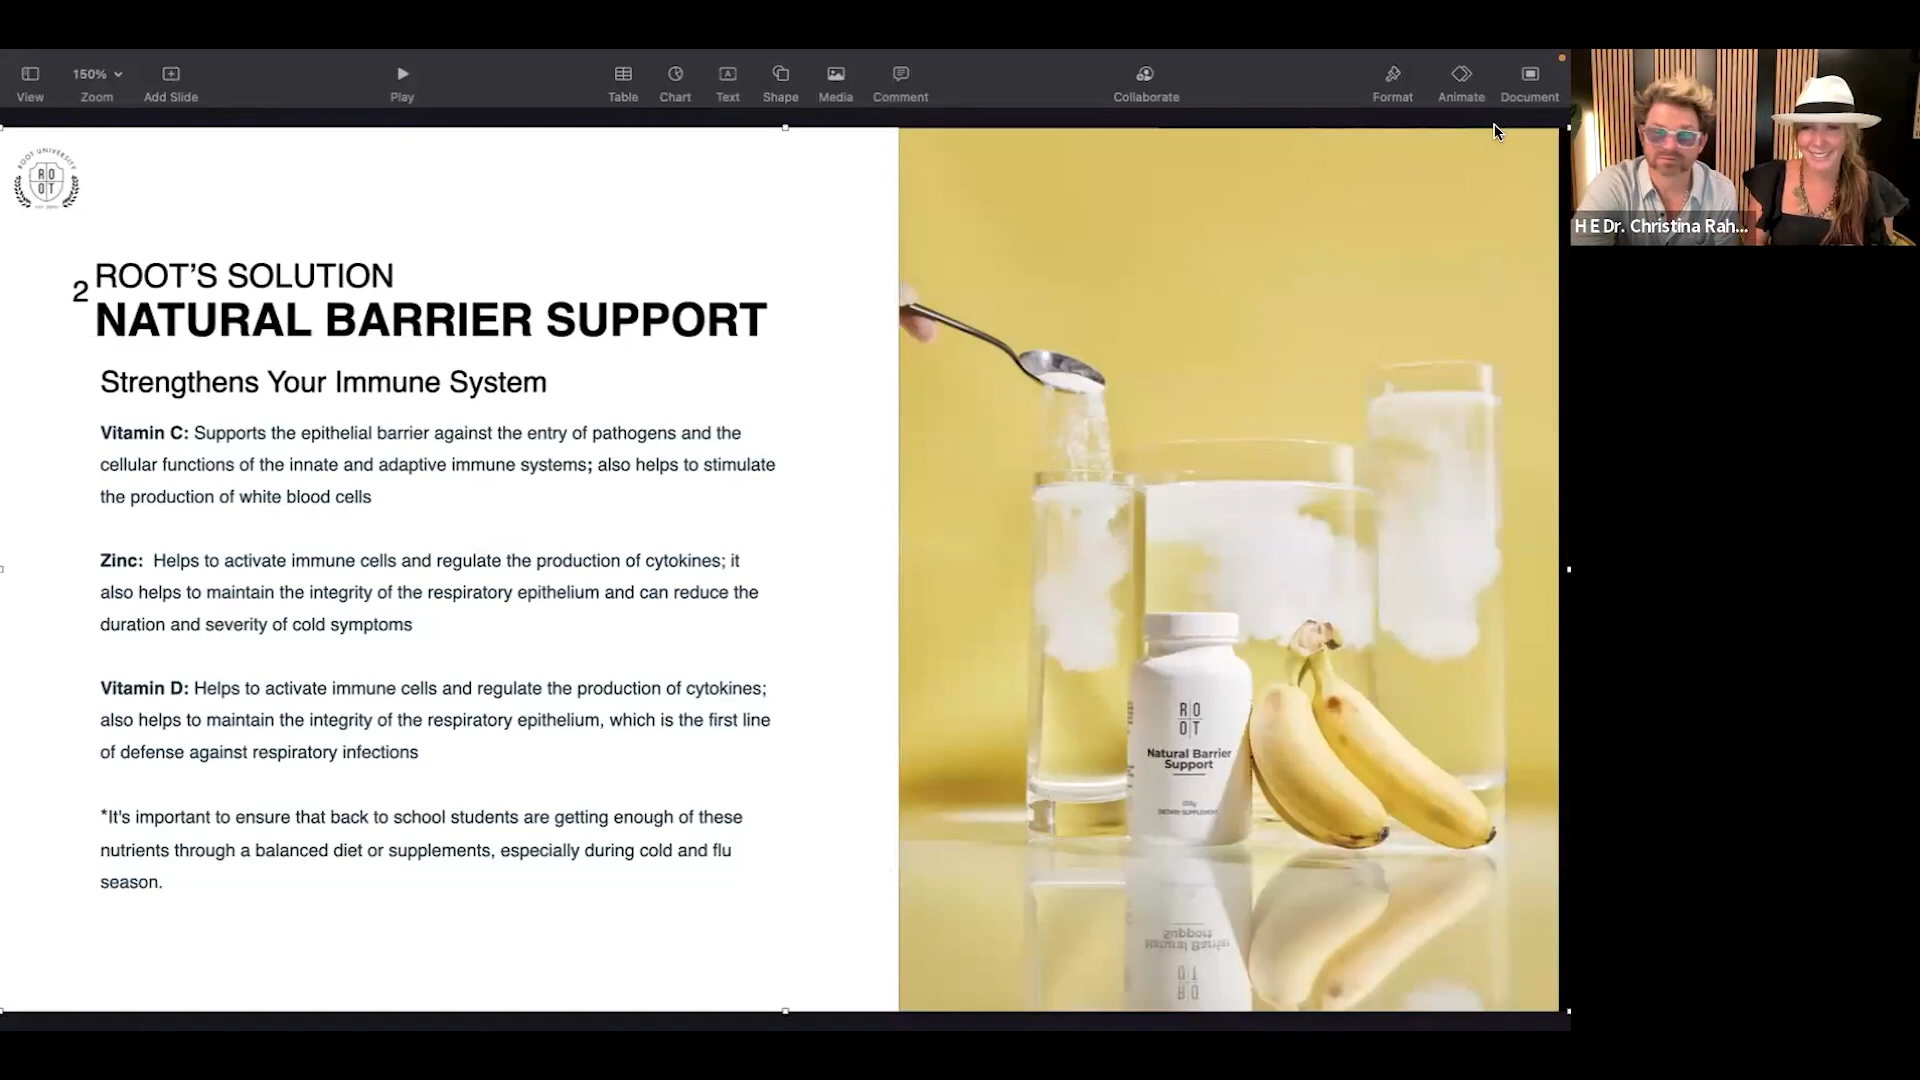 150%
View
Zoom
Add Slide
Play
Table
Chart
Text
Shape
Media
Comment
Collaborate
Format
Animate
Document
H E Dr. Christina Rah...
ROOT UNIVERSITY
RO
OT
2
ROOT'S SOLUTION
NATURAL BARRIER SUPPORT
Strengthens Your Immune System
Vitamin C: Supports the epithelial barrier against the entry of pathogens and the
cellular functions of the innate and adaptive immune systems; also helps to stimulate
the production of white blood cells
Zinc: Helps to activate immune cells and regulate the production of cytokines; it
also helps to maintain the integrity of the respiratory epithelium and can reduce the
duration and severity of cold symptoms
Vitamin D: Helps to activate immune cells and regulate the production of cytokines;
also helps to maintain the integrity of the respiratory epithelium, which is the first line
of defense against respiratory infections
*It's important to ensure that back to school students are getting enough of these
nutrients through a balanced diet or supplements, especially during cold and flu
season.
RO
OT
Natural Barrier
Support
DIETARY SUPPLEMENT